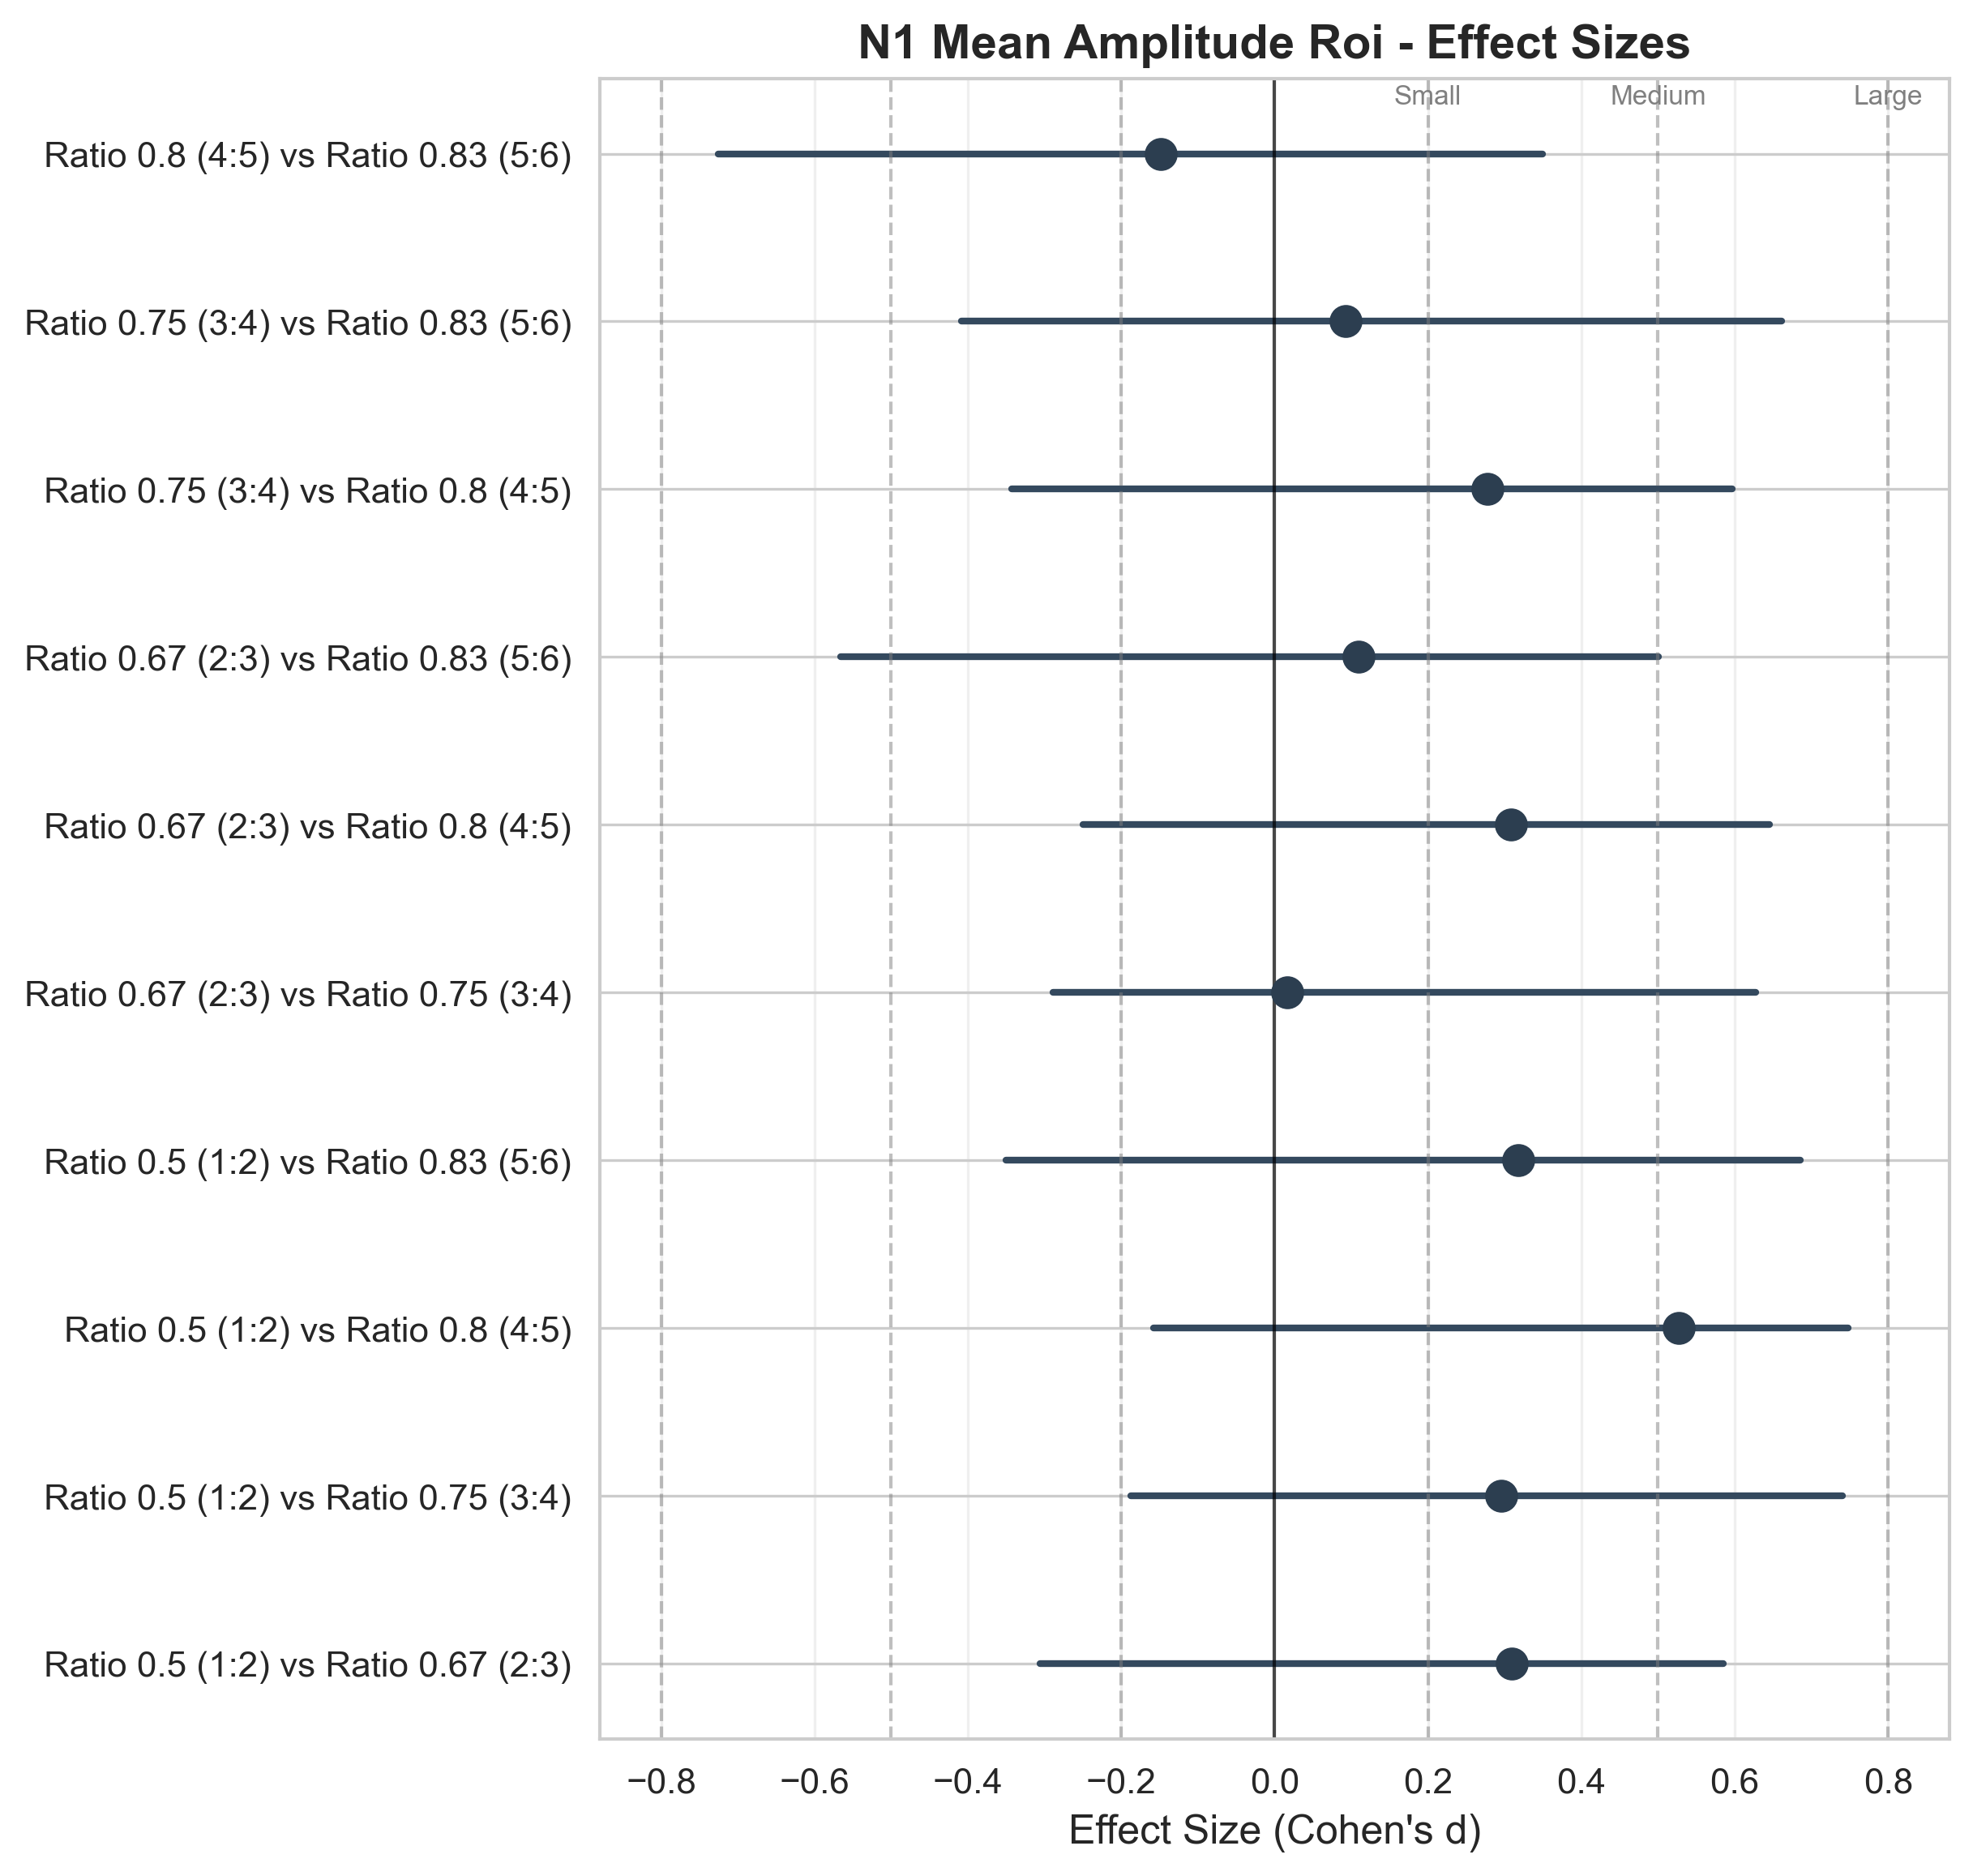 N1 Mean Amplitude Roi - Effect Sizes
Small Medium Large
Ratio 0.8 (4:5) vs Ratio 0.83 (5:6)
Ratio 0.75 (3:4) vs Ratio 0.83 (5:6)
Ratio 0.75 (3:4) vs Ratio 0.8 (4:5)
Ratio 0.67 (2:3) vs Ratio 0.83 (5:6)
Ratio 0.67 (2:3) vs Ratio 0.8 (4:5)
Ratio 0.67 (2:3) vs Ratio 0.75 (3:4)
Ratio 0.5 (1:2) vs Ratio 0.83 (5:6)
Ratio 0.5 (1:2) vs Ratio 0.8 (4:5)
Ratio 0.5 (1:2) vs Ratio 0.75 (3:4)
Ratio 0.5 (1:2) vs Ratio 0.67 (2:3)
−0.8 −0.6 −0.4 −0.2 0.0 0.2 0.4 0.6 0.8
Effect Size (Cohen's d)